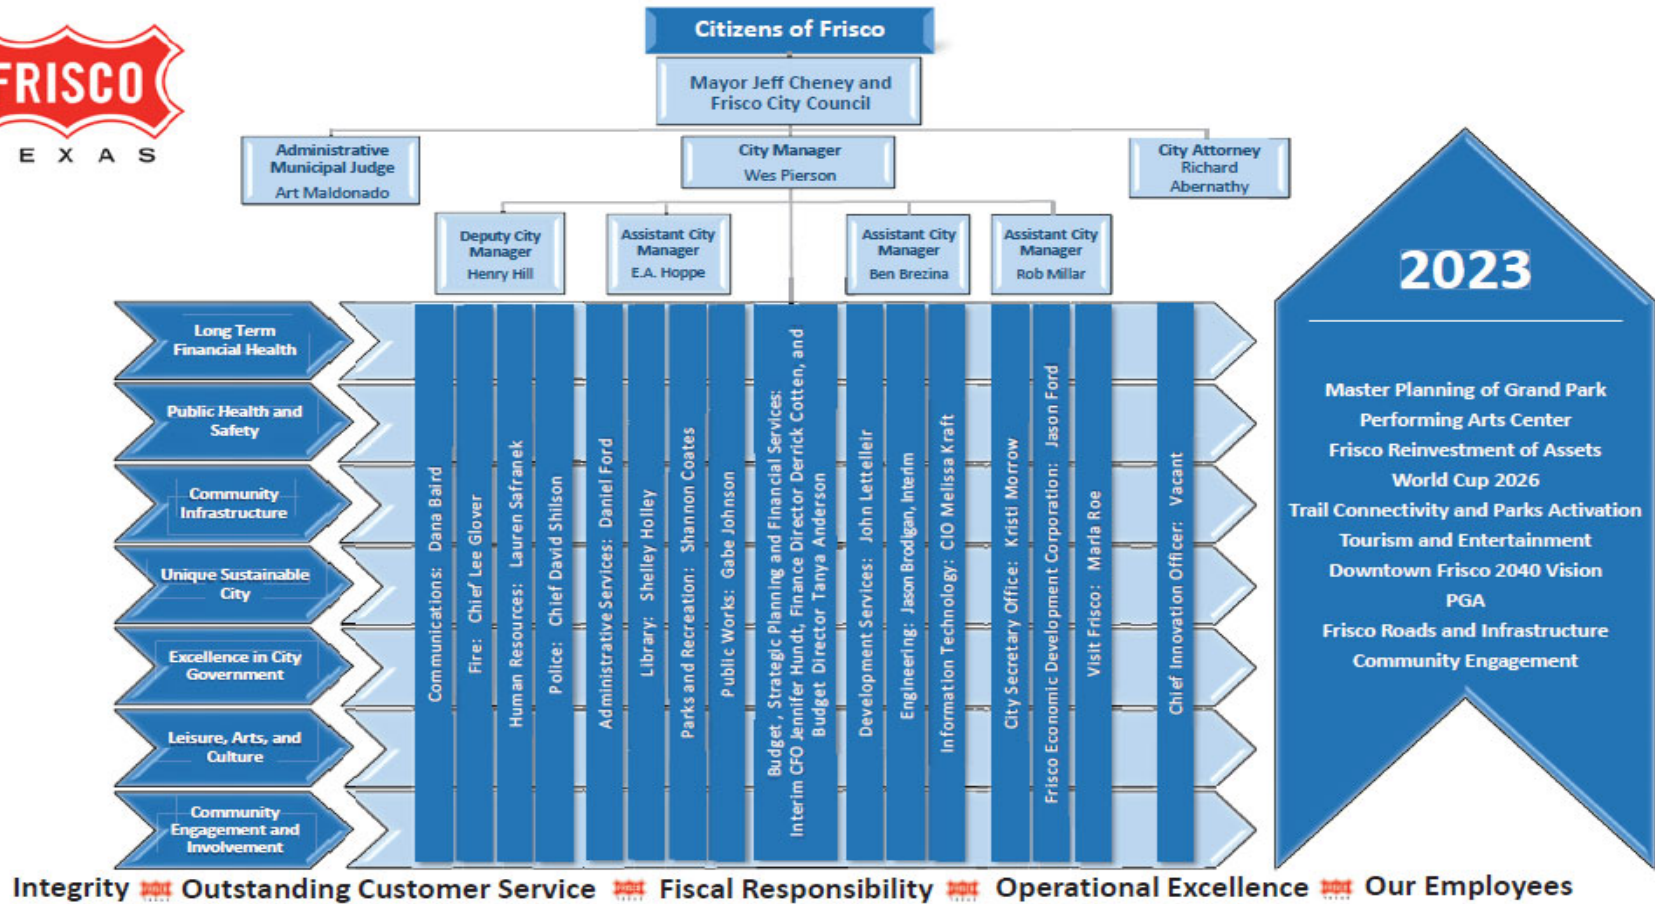 FRISCO
TEXAS
Citizens of Frisco
Mayor Jeff Cheney and
Frisco City Council
Administrative
Municipal Judge
Art Maldonado
City Manager
Wes Pierson
City Attorney
Richard
Abernathy
Deputy City
Manager
Henry Hill
Assistant City
Manager
E.A. Hoppe
Assistant City
Manager
Ben Brezina
Assistant City
Manager
Rob Millar
Long Term
Financial Health
Public Health and
Safety
Community
Infrastructure
Unique Sustainable
City
Excellence in City
Government
Leisure, Arts, and
Culture
Community
Engagement and
Involvement
Communications: Dana Baird
Fire: Chief Lee Glover
Human Resources: Lauren Safranek
Police: Chief David Shilson
Administrative Services: Daniel Ford
Library: Shelley Holley
Parks and Recreation: Shannon Coates
Public Works: Gabe Johnson
Budget , Strategic Planning and Financial Services:
Interim CFO Jennifer Hundt, Finance Director Derrick Cotten, and
Budget Director Tanya Anderson
Development Services: John Lettelleir
Engineering: Jason Brodigan, Interim
Information Technology: CIO Melissa Kraft
City Secretary Office: Kristi Morrow
Frisco Economic Development Corporation: Jason Ford
Visit Frisco: Marla Roe
Chief Innovation Officer: Vacant
2023
Master Planning of Grand Park
Performing Arts Center
Frisco Reinvestment of Assets
World Cup 2026
Trail Connectivity and Parks Activation
Tourism and Entertainment
Downtown Frisco 2040 Vision
PGA
Frisco Roads and Infrastructure
Community Engagement
Integrity Outstanding Customer Service Fiscal Responsibility Operational Excellence Our Employees